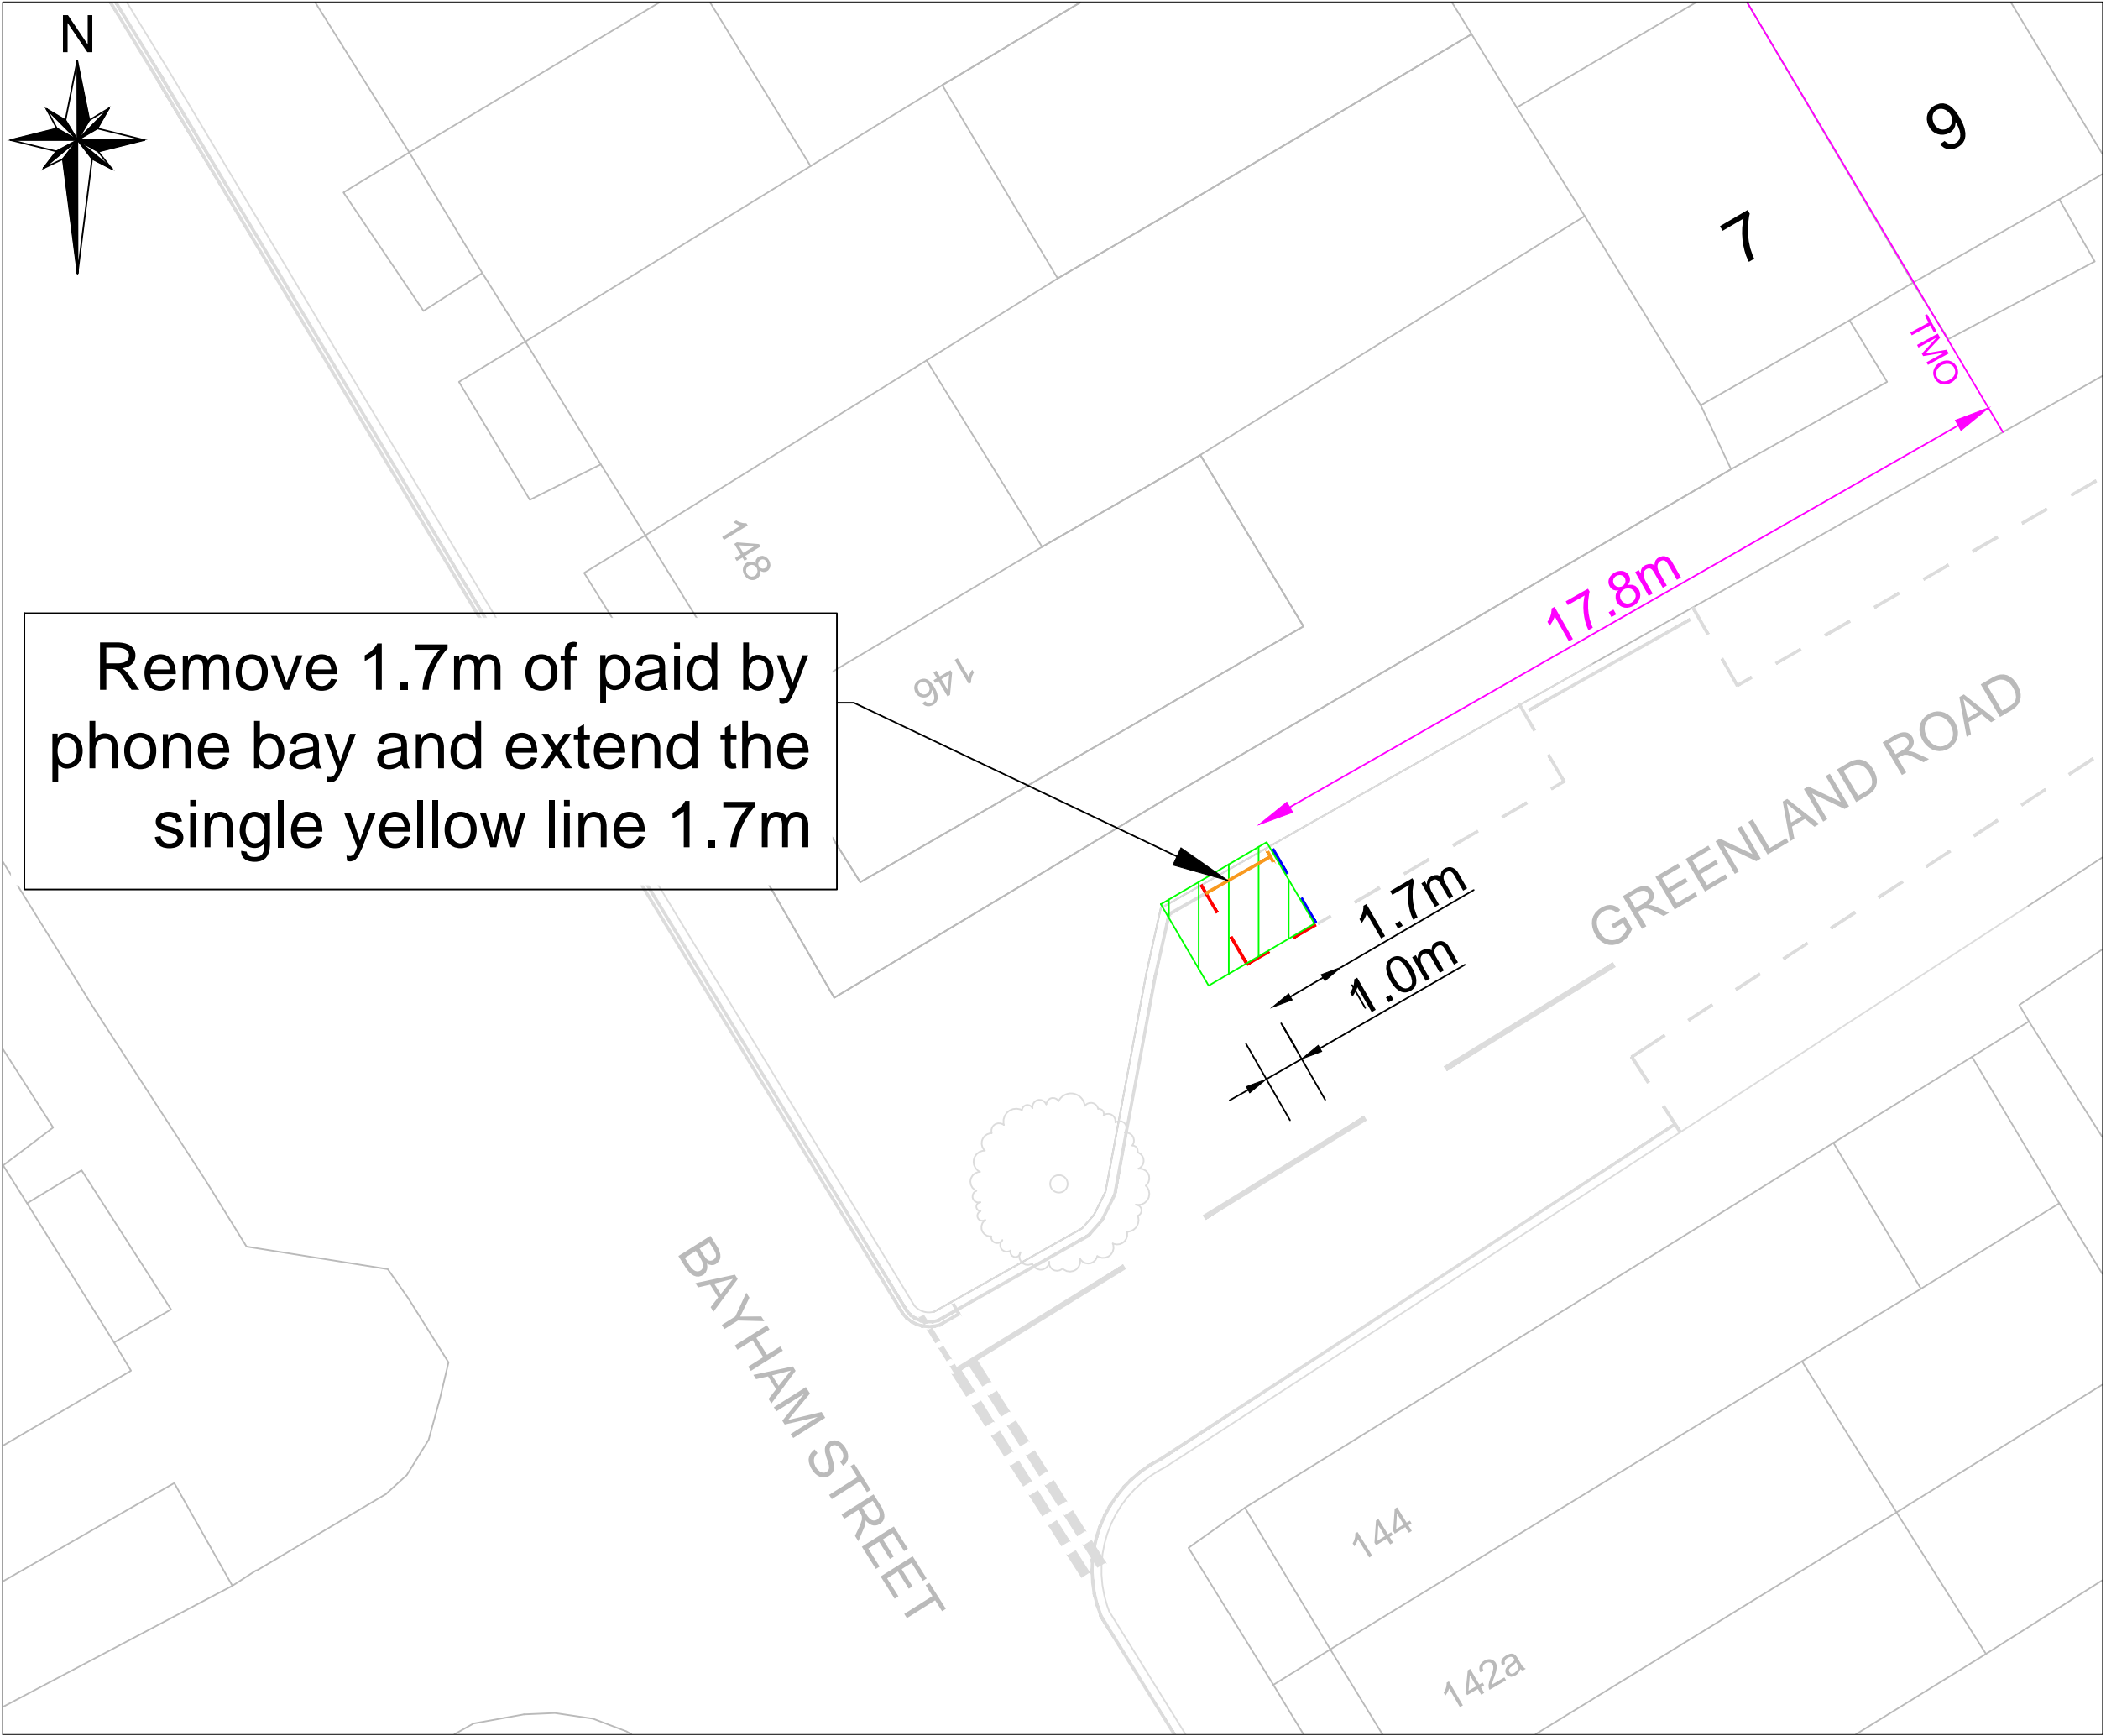 N
9
7
TMO
148
17.8m
Remove 1.7m of paid by
phone bay and extend the
single yellow line 1.7m
146
GREENLAND ROAD
1.7m
1.0m
BAYHAM STREET
144
142a